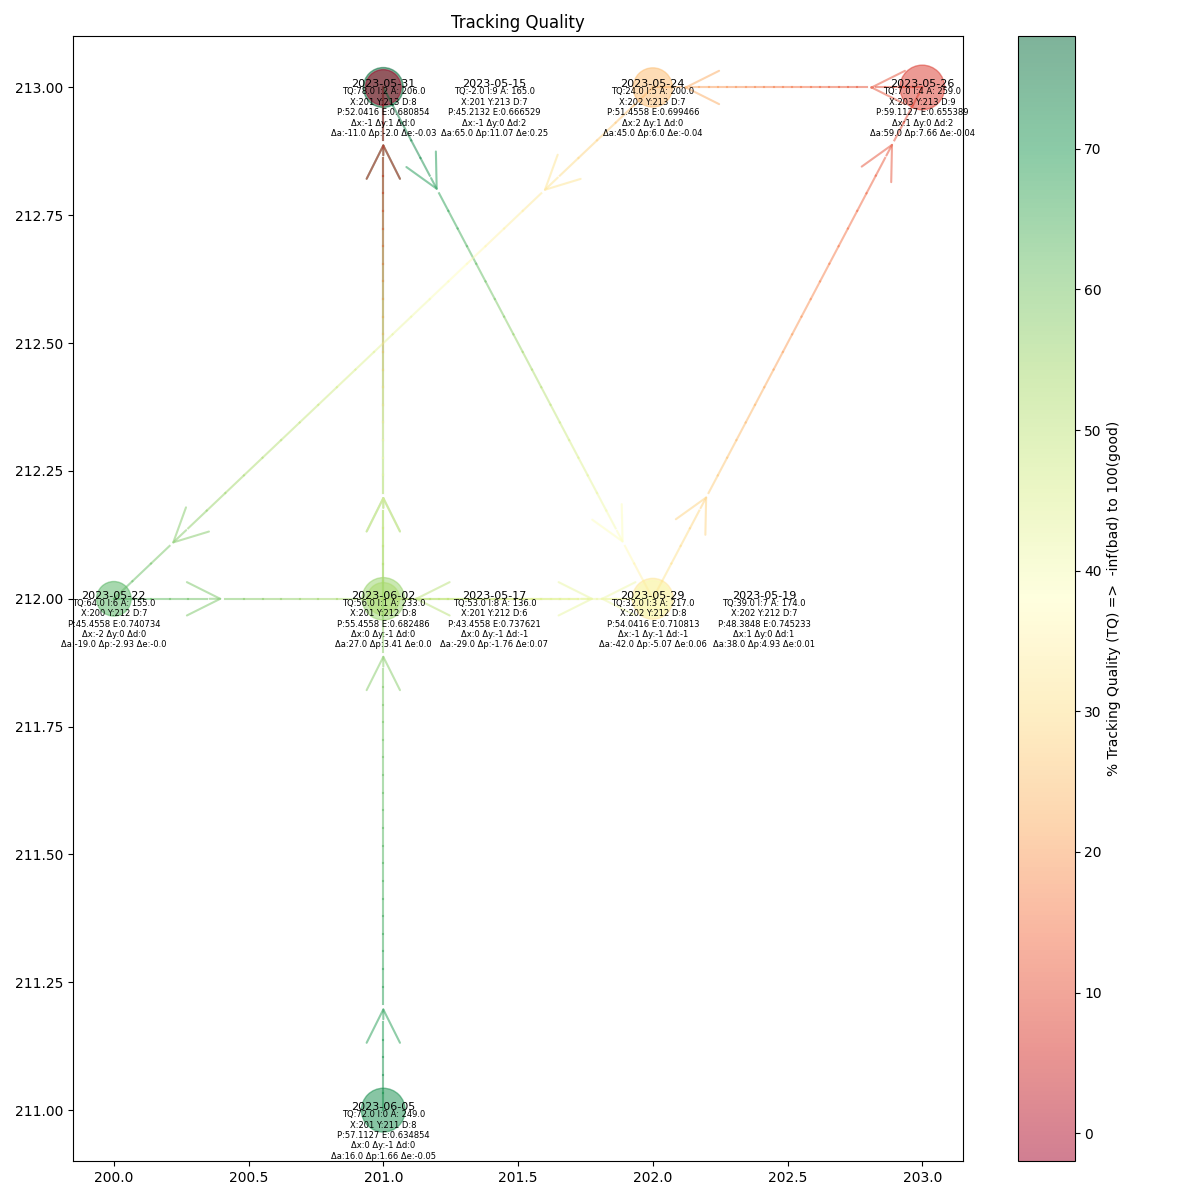 Tracking Quality
213.00
212.75
212.50
212.25
212.00
211.75
211.50
211.25
211.00
200.0
200.5
201.0
201.5
202.0
202.5
203.0
2023-05-31
TQ:78.0 I:2 A: 206.0
X:201 Y:213 D:8
P:52.0416 E:0.680854
Δx:-1 Δy:1 Δd:0
Δa:-11.0 Δp:-2.0 Δe:-0.03
2023-05-15
TQ:-2.0 I:9 A: 165.0
X:201 Y:213 D:7
P:45.2132 E:0.666529
Δx:-1 Δy:0 Δd:2
Δa:65.0 Δp:11.07 Δe:0.25
2023-05-24
TQ:24.0 I:5 A: 200.0
X:202 Y:213 D:7
P:51.4558 E:0.699466
Δx:2 Δy:1 Δd:0
Δa:45.0 Δp:6.0 Δe:-0.04
2023-05-26
TQ:7.0 I:4 A: 259.0
X:203 Y:213 D:9
P:59.1127 E:0.655389
Δx:1 Δy:0 Δd:2
Δa:59.0 Δp:7.66 Δe:-0.04
2023-05-22
TQ:64.0 I:6 A: 155.0
X:200 Y:212 D:7
P:45.4558 E:0.740734
Δx:-2 Δy:0 Δd:0
Δa:-19.0 Δp:-2.93 Δe:-0.0
2023-06-02
TQ:56.0 I:1 A: 233.0
X:201 Y:212 D:8
P:55.4558 E:0.682486
Δx:0 Δy:-1 Δd:0
Δa:27.0 Δp:3.41 Δe:0.0
2023-05-17
TQ:53.0 I:8 A: 136.0
X:201 Y:212 D:6
P:43.4558 E:0.737621
Δx:0 Δy:-1 Δd:-1
Δa:-29.0 Δp:-1.76 Δe:0.07
2023-05-29
TQ:32.0 I:3 A: 217.0
X:202 Y:212 D:8
P:54.0416 E:0.710813
Δx:-1 Δy:-1 Δd:-1
Δa:-42.0 Δp:-5.07 Δe:0.06
2023-05-19
TQ:39.0 I:7 A: 174.0
X:202 Y:212 D:7
P:48.3848 E:0.745233
Δx:1 Δy:0 Δd:1
Δa:38.0 Δp:4.93 Δe:0.01
2023-06-05
TQ:72.0 I:0 A: 249.0
X:201 Y:211 D:8
P:57.1127 E:0.634854
Δx:0 Δy:-1 Δd:0
Δa:16.0 Δp:1.66 Δe:-0.05
70
60
50
40
30
20
10
0
% Tracking Quality (TQ) => -inf(bad) to 100(good)